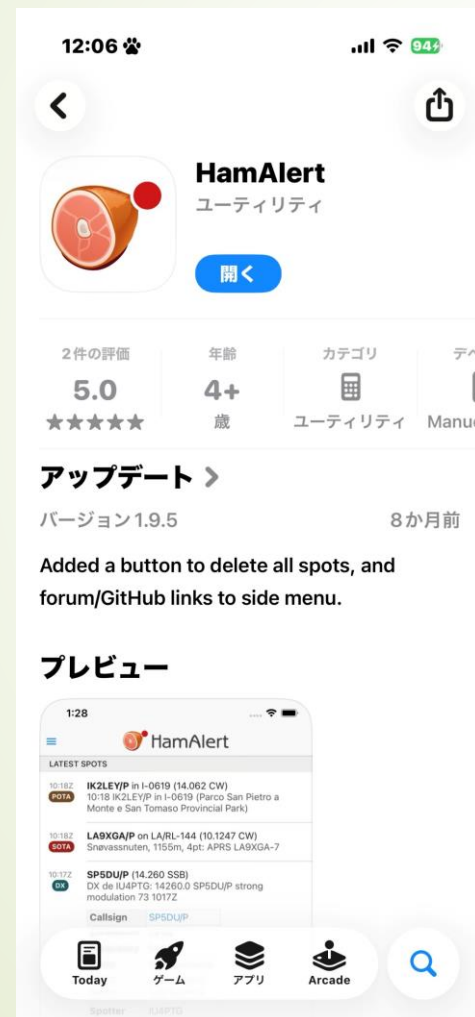 12:06
94
HamAlert
ユーティリティ
開く
2件の評価
年齢
カテゴリ
デベ
5.0
4+
★★★★★
歳
ユーティリティ
Manue
アップデート >
バージョン 1.9.5
8か月前
Added a button to delete all spots, and
forum/GitHub links to side menu.
プレビュー
1:28
HamAlert
LATEST SPOTS
10:18Z
IK2LEY/P in I-0619 (14.062 CW)
POTA
10:18 IK2LEY/P in I-0619 (Parco San Pietro a
Monte e San Tomaso Provincial Park)
10:18Z
LA9XGA/P on LA/RL-144 (10.1247 CW)
SOTA
Snøvassnuten, 1155m, 4pt: APRS LA9XGA-7
10:17Z
SP5DU/P (14.260 SSB)
DX
DX de IU4PTG: 14260.0 SP5DU/P strong
modulation 73 1017Z
Callsign SP5DU/P
Today
ゲーム
アプリ
Arcade
Spotter IU4PTG